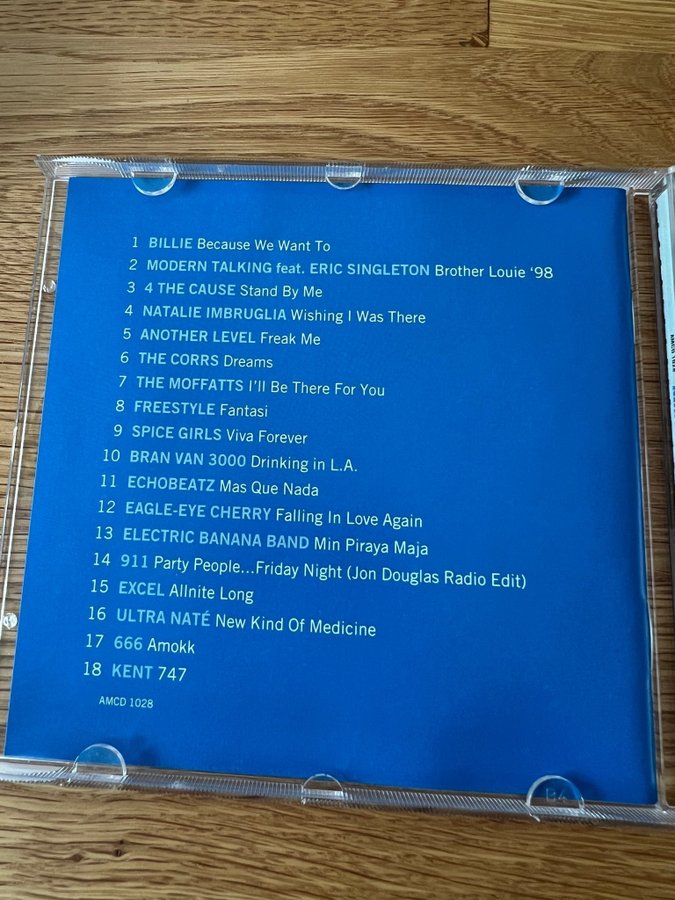 1 BILLIE Because We Want To
2 MODERN TALKING feat. ERIC SINGLETON Brother Louie ‘98
3 4 THE CAUSE Stand By Me
4 NATALIE IMBRUGLIA Wishing I Was There
5 ANOTHER LEVEL Freak Me
6 THE CORRS Dreams
7 THE MOFFATTS I’ll Be There For You
8 FREESTYLE Fantasi
9 SPICE GIRLS Viva Forever
10 BRAN VAN 3000 Drinking in L.A.
11 ECHOBEATZ Mas Que Nada
12 EAGLE-EYE CHERRY Falling In Love Again
13 ELECTRIC BANANA BAND Min Piraya Maja
14 911 Party People...Friday Night (Jon Douglas Radio Edit)
15 EXCEL Allnite Long
16 ULTRA NATÉ New Kind Of Medicine
17 666 Amokk
18 KENT 747
AMCD 1028